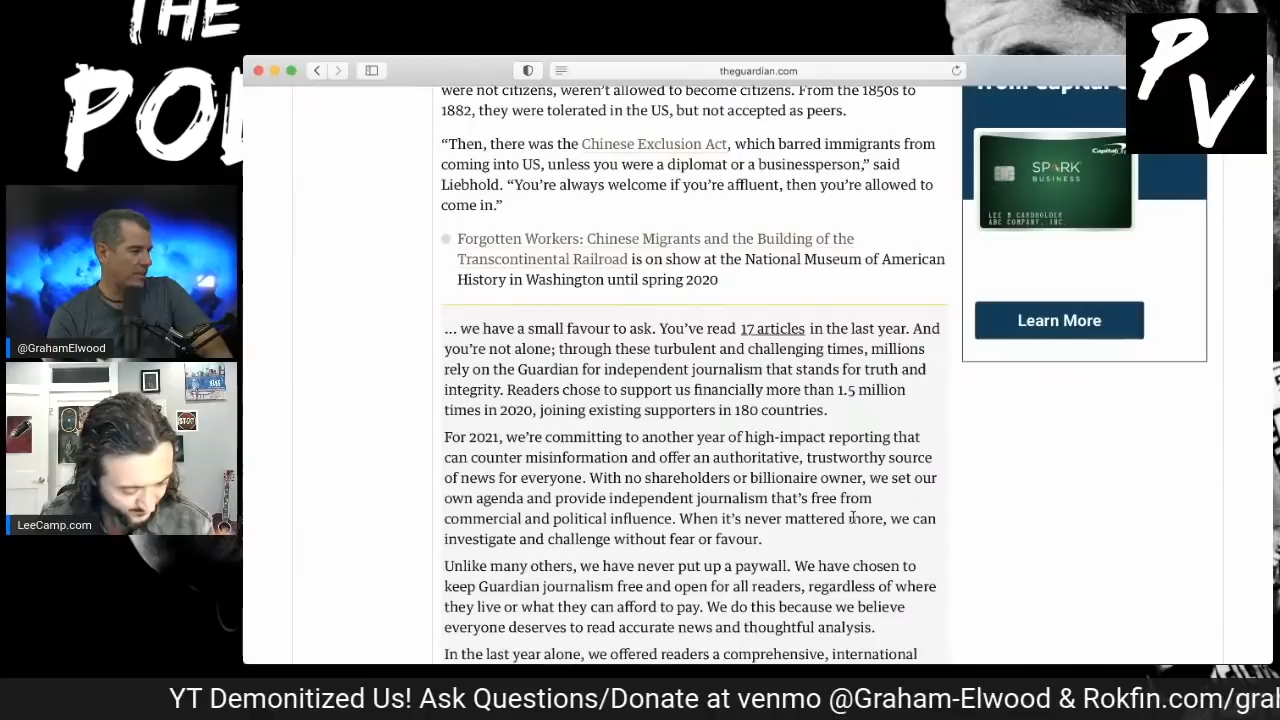 THE
POL
PV
theguardian.com
were not citizens, weren't allowed to become citizens. From the 1850s to
1882, they were tolerated in the US, but not accepted as peers.
“Then, there was the Chinese Exclusion Act, which barred immigrants from
coming into US, unless you were a diplomat or a businessperson,” said
Liebhold. “You're always welcome if you're affluent, then you're allowed to
come in.”
Forgotten Workers: Chinese Migrants and the Building of the
Transcontinental Railroad is on show at the National Museum of American
History in Washington until spring 2020
... we have a small favour to ask. You've read 17 articles in the last year. And
you're not alone; through these turbulent and challenging times, millions
rely on the Guardian for independent journalism that stands for truth and
integrity. Readers chose to support us financially more than 1.5 million
times in 2020, joining existing supporters in 180 countries.
For 2021, we're committing to another year of high-impact reporting that
can counter misinformation and offer an authoritative, trustworthy source
of news for everyone. With no shareholders or billionaire owner, we set our
own agenda and provide independent journalism that's free from
commercial and political influence. When it's never mattered more, we can
investigate and challenge without fear or favour.
Unlike many others, we have never put up a paywall. We have chosen to
keep Guardian journalism free and open for all readers, regardless of where
they live or what they can afford to pay. We do this because we believe
everyone deserves to read accurate news and thoughtful analysis.
In the last year alone, we offered readers a comprehensive, international
from Capital
Capital
SPARK
BUSINESS
LEE M CARDHOLDER
ABC COMPANY, INC.
Learn More
@GrahamElwood
LeeCamp.com
YT Demonitized Us! Ask Questions/Donate at venmo @Graham-Elwood & Rokfin.com/gra